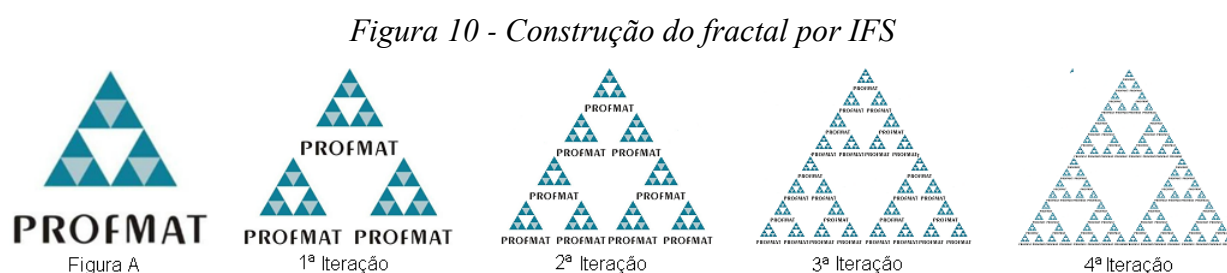 Figura 10 - Construção do fractal por IFS
PROFMAT
Figura A
PROFMAT
PROFMAT PROFMAT
1ª Iteração
PROFMAT
PROFMAT PROFMAT
PROFMAT PROFMAT
PROFMAT PROFMAT PROFMAT PROFMAT
2ª Iteração
3ª Iteração
4ª Iteração